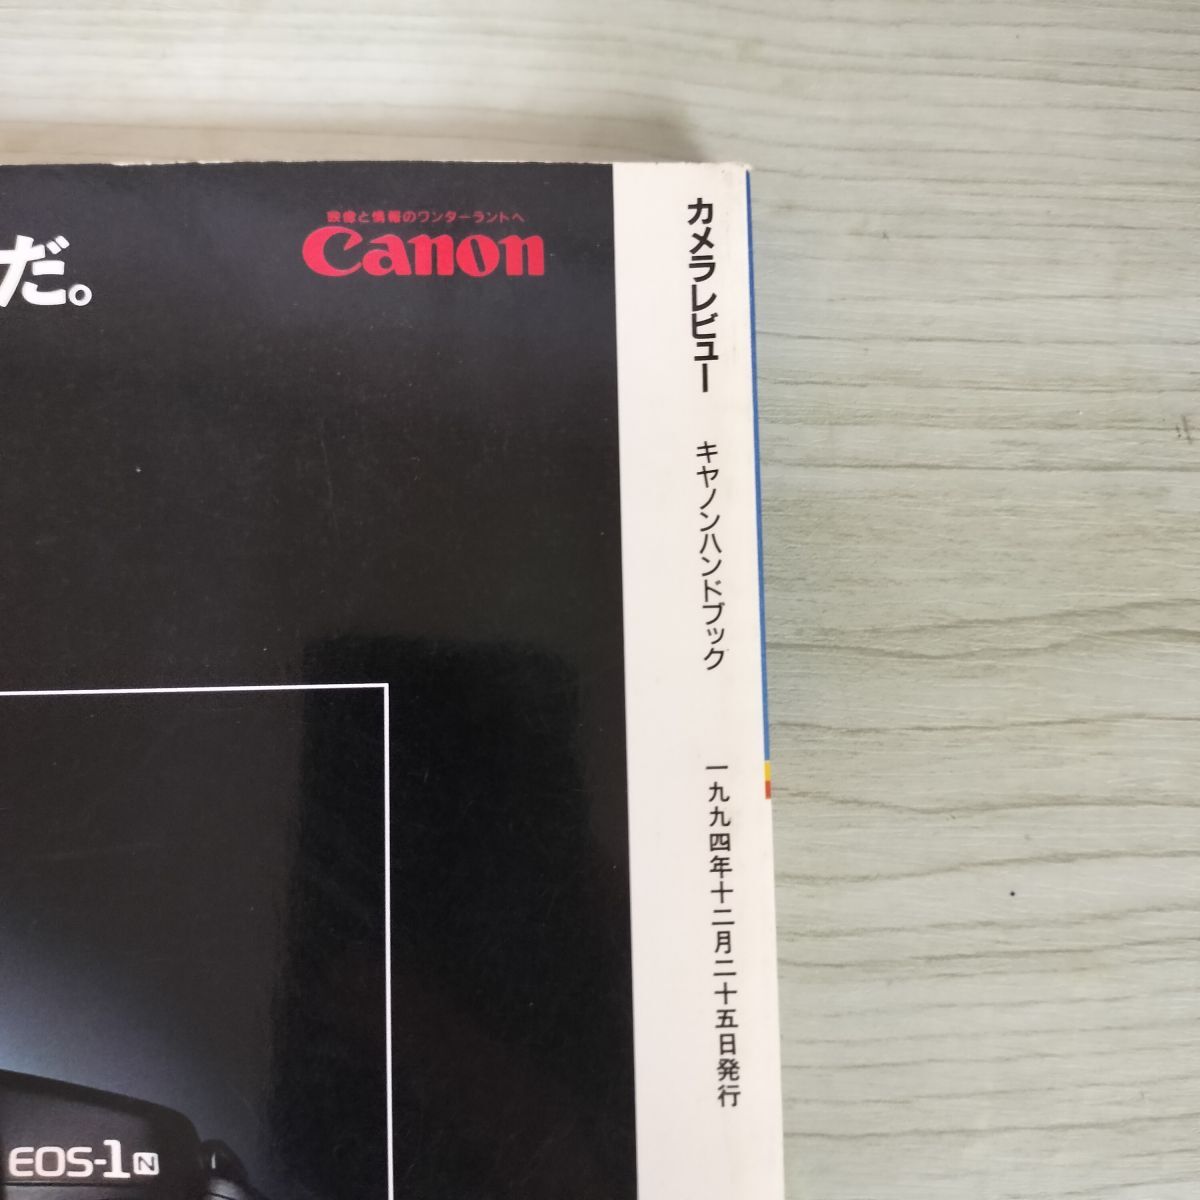 だ。
映像と情報のワンダーランドへ
Canon
カメラレビュー キヤノンハンドブック 一九九四年十二月二十五日発行
EOS-1N